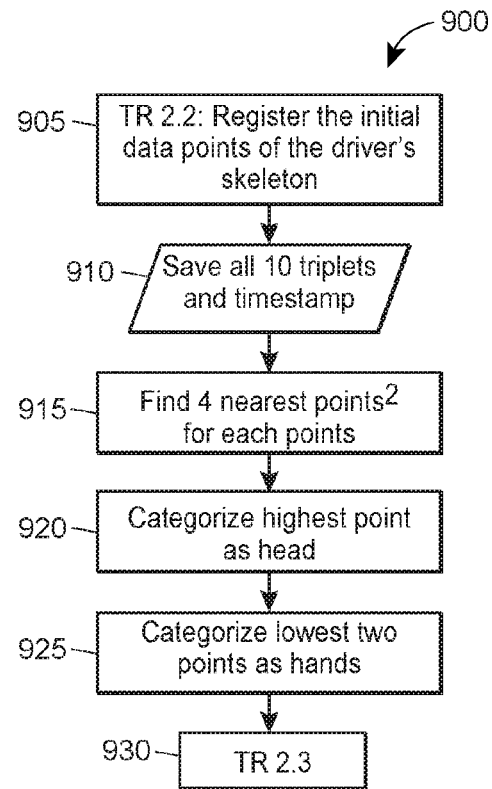 900
905
TR 2.2: Register the initial
data points of the driver's
skeleton
910
Save all 10 triplets
and timestamp
915
Find 4 nearest points2
for each points
920
Categorize highest point
as head
925
Categorize lowest two
points as hands
930
TR 2.3